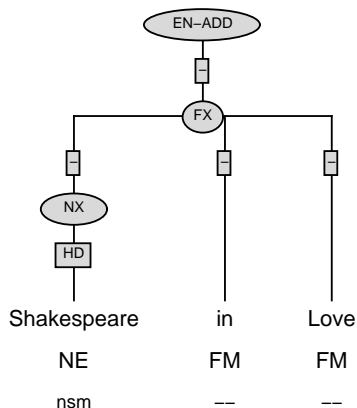 EN–ADD
–
FX
– – –
NX
HD
Shakespeare in Love
NE FM FM
nsm –– ––